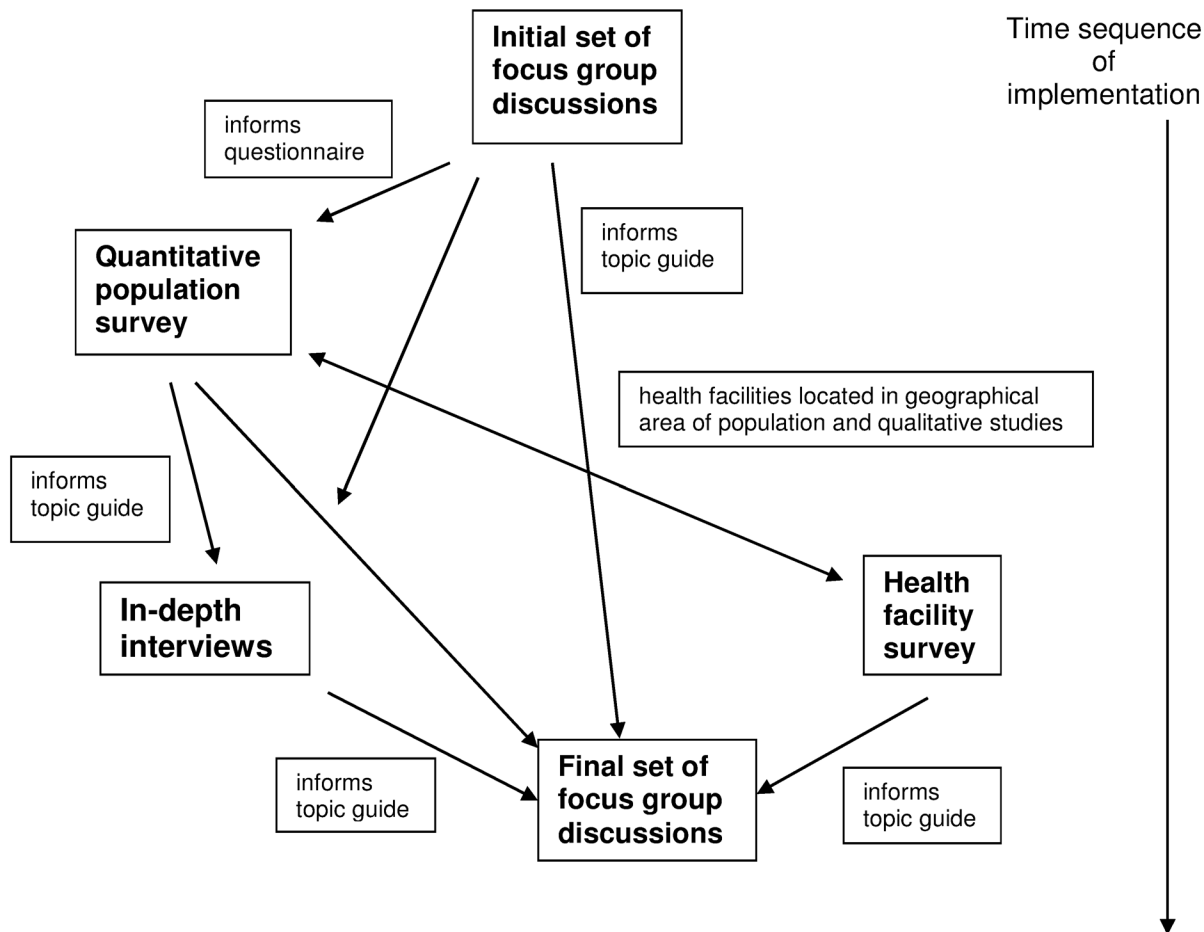 Initial set of
focus group
discussions
Time sequence
of
implementation
informs
questionnaire
informs
topic guide
Quantitative
population
survey
health facilities located in geographical
area of population and qualitative studies
informs
topic guide
In-depth
interviews
Health
facility
survey
Final set of
focus group
discussions
informs
topic guide
informs
topic guide